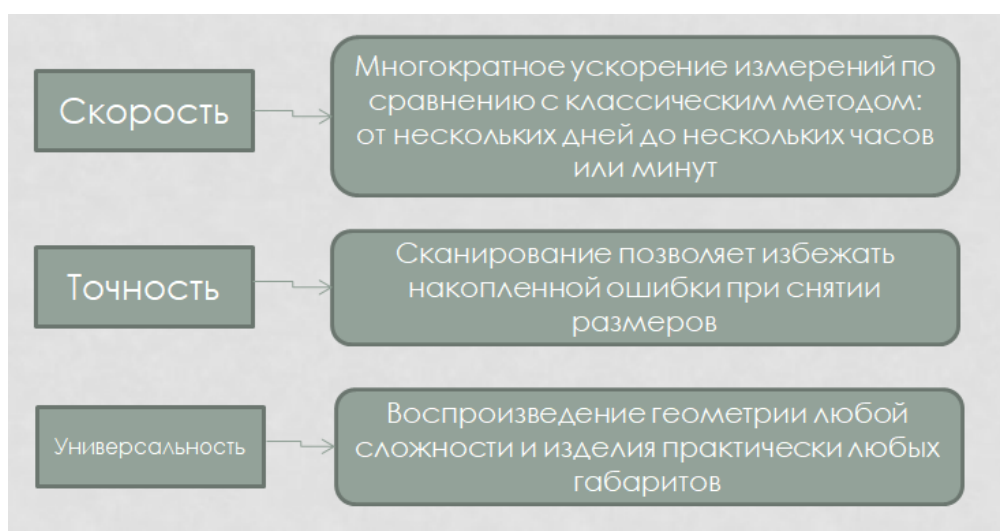 Скорость
Многократное ускорение измерений по
сравнению с классическим методом:
от нескольких дней до нескольких часов
или минут
Точность
Сканирование позволяет избежать
накопленной ошибки при снятии
размеров
Универсальность
Воспроизведение геометрии любой
сложности и изделия практически любых
габаритов